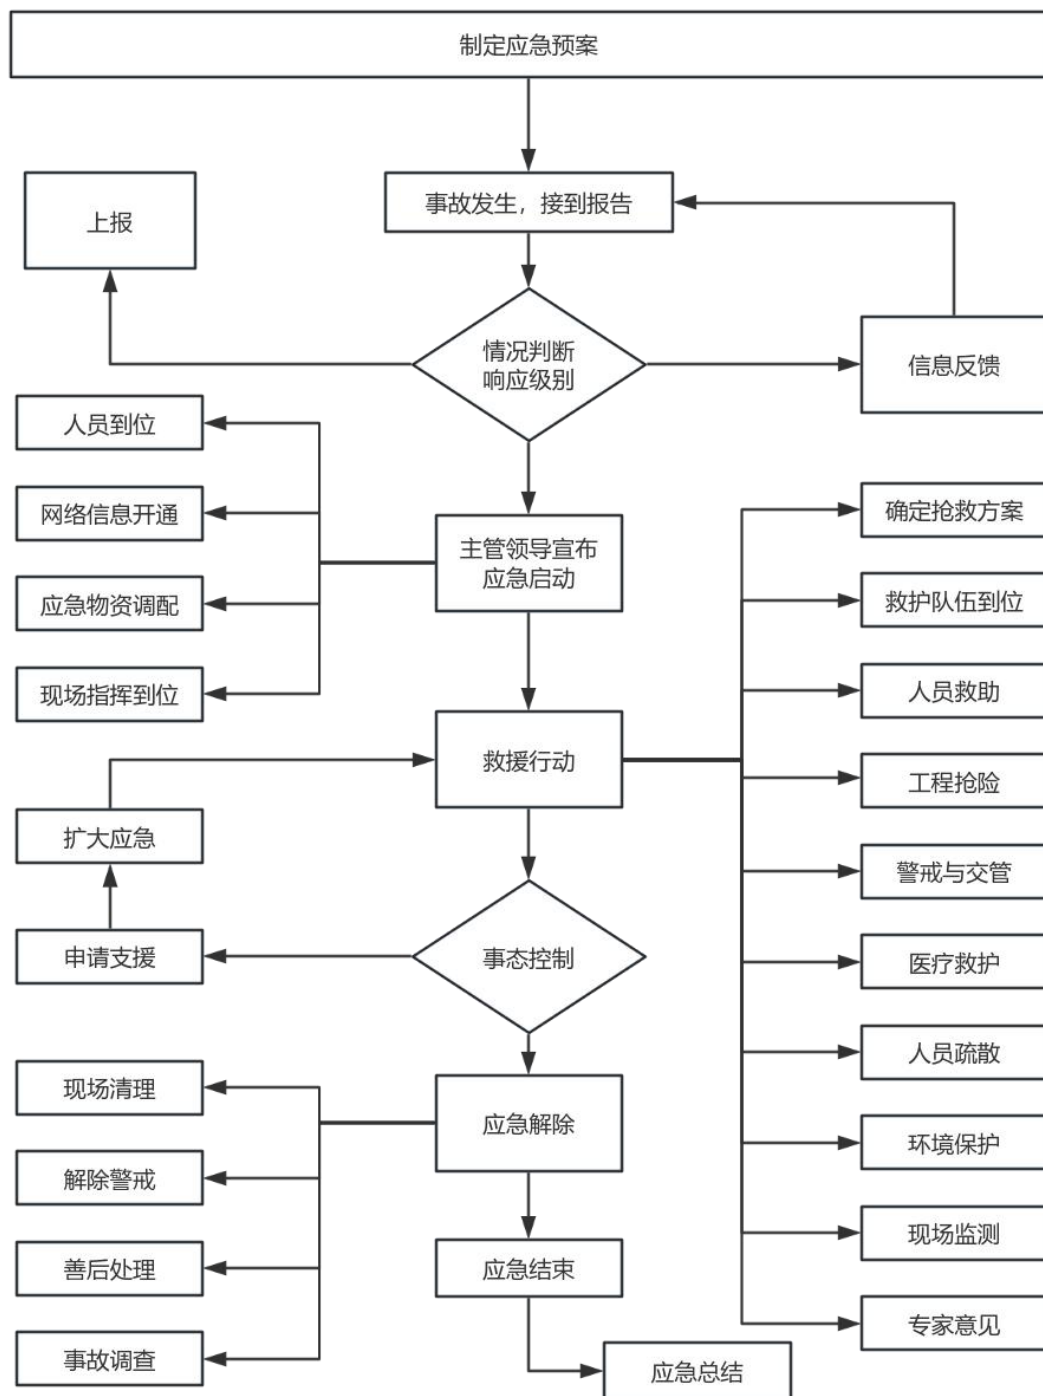 制定应急预案
事故发生，接到报告
上报
情况判断
响应级别
信息反馈
人员到位
网络信息开通
应急物资调配
现场指挥到位
主管领导宣布
应急启动
确定抢救方案
救护队伍到位
人员救助
工程抢险
警戒与交管
医疗救护
人员疏散
环境保护
现场监测
专家意见
救援行动
扩大应急
申请支援
事态控制
现场清理
解除警戒
善后处理
事故调查
应急解除
应急结束
应急总结